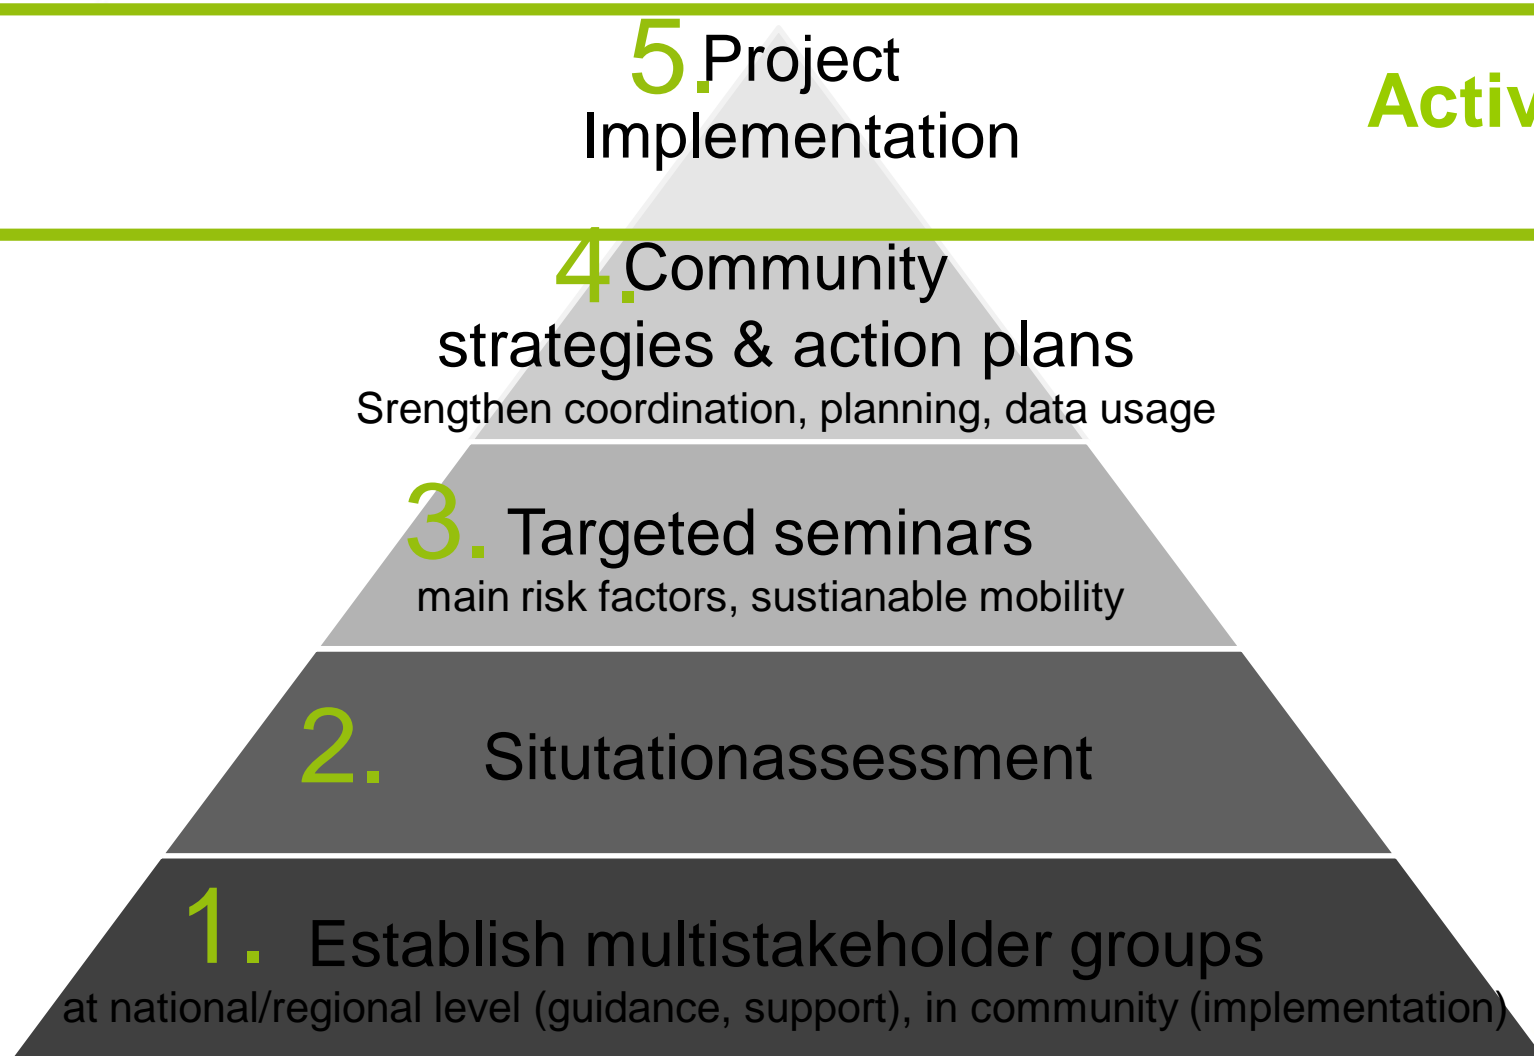 5. Project
Implementation
Activ
4. Community
strategies & action plans
Srengthen coordination, planning, data usage
3. Targeted seminars
main risk factors, sustianable mobility
2. Situtationassessment
1. Establish multistakeholder groups
at national/regional level (guidance, support), in community (implementation)